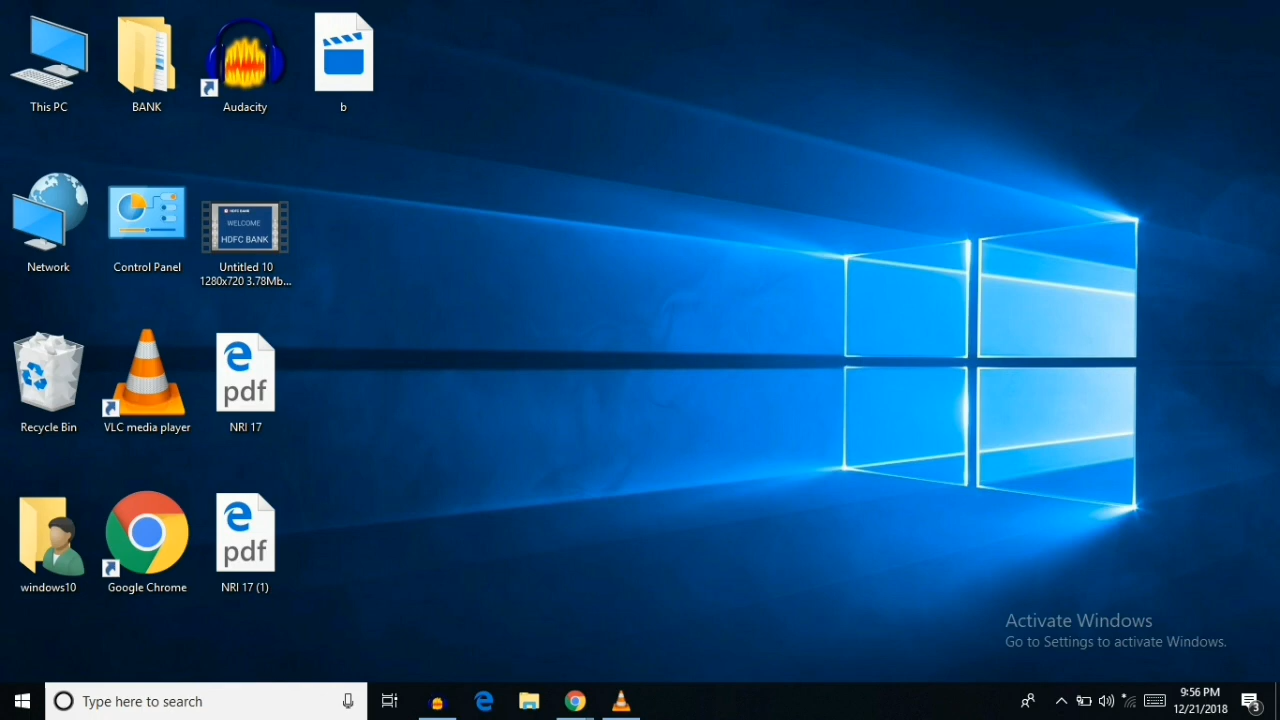 This PC
BANK
Audacity
b
Network
Control Panel
HDFC BANK
WELCOME
HDFC BANK
Untitled 10
1280x720 3.78Mb...
Recycle Bin
VLC media player
pdf
NRI 17
windows10
Google Chrome
pdf
NRI 17 (1)
Activate Windows
Go to Settings to activate Windows.
Type here to search
9:56 PM
12/21/2018
3